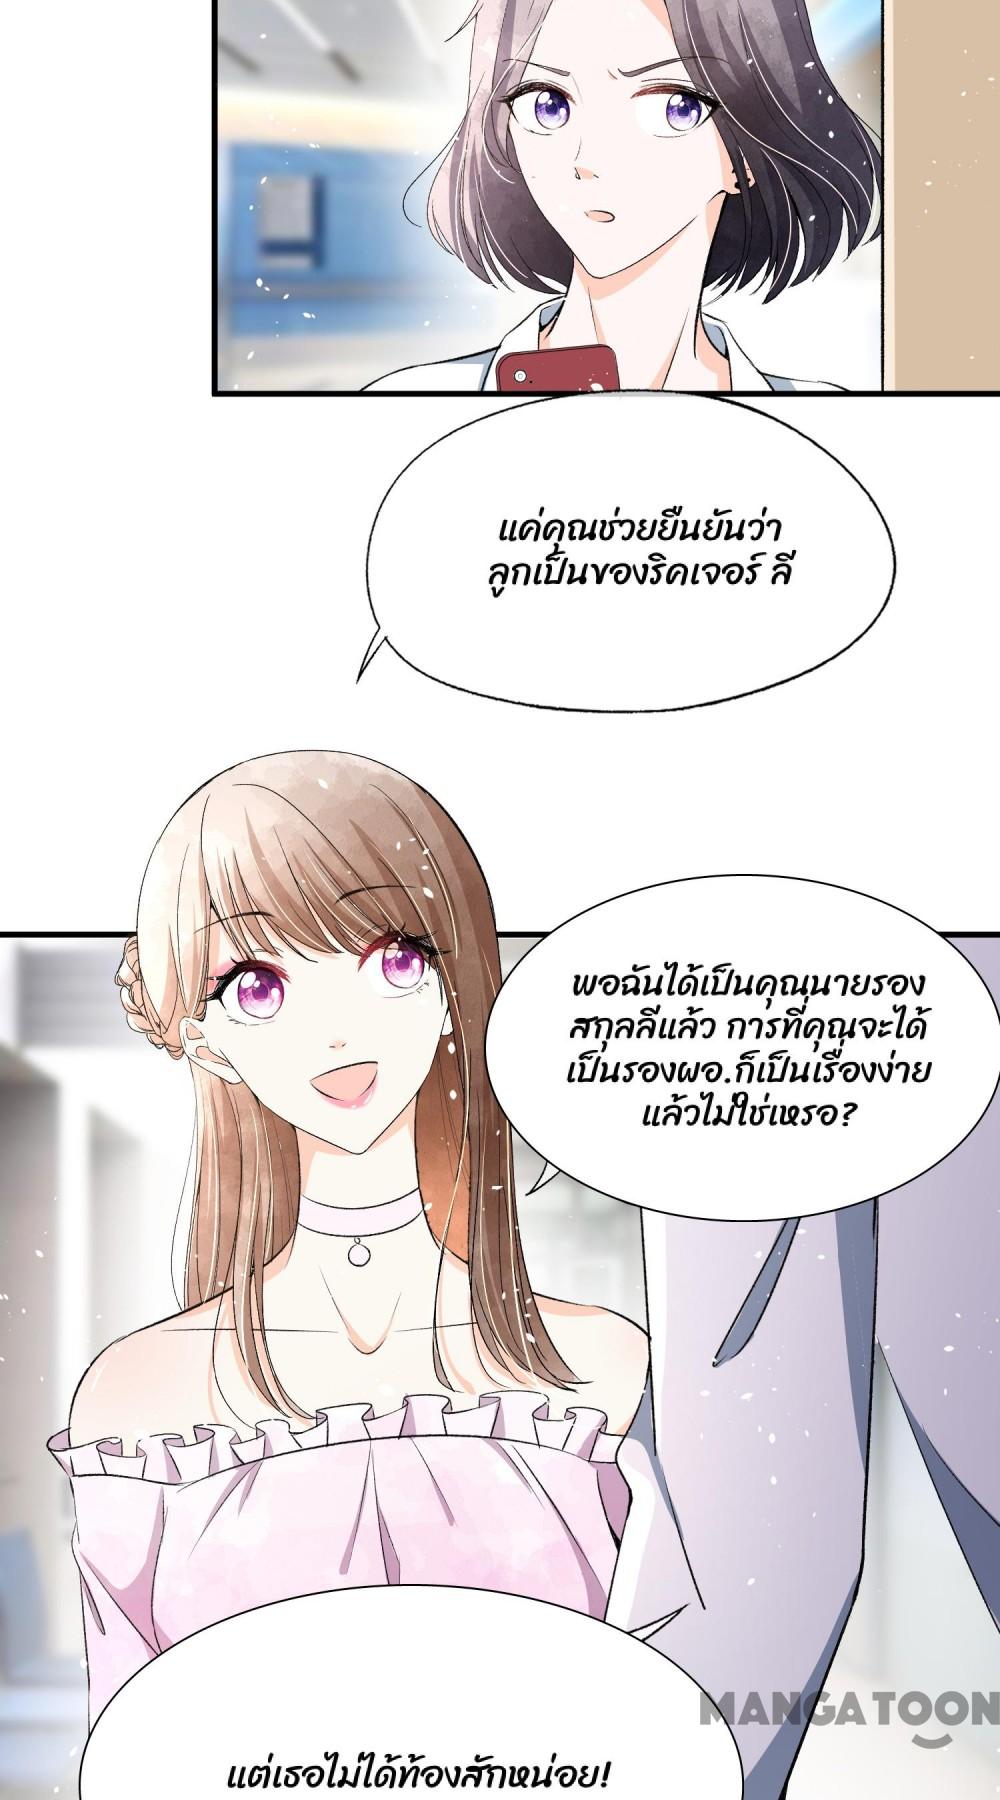 แค่คุณช่วยยืนยันว่า
ลูกเป็นของริคเจอร์ ลี
พอฉันได้เป็นคุณนายรอง
สกุลลีแล้ว การที่คุณจะได้
เป็นรองผอ.ก็เป็นเรื่องง่าย
แล้วไม่ใช่เหรอ?
MANGATOON
แต่เธอไม่ได้ท้องสักหน่อย!